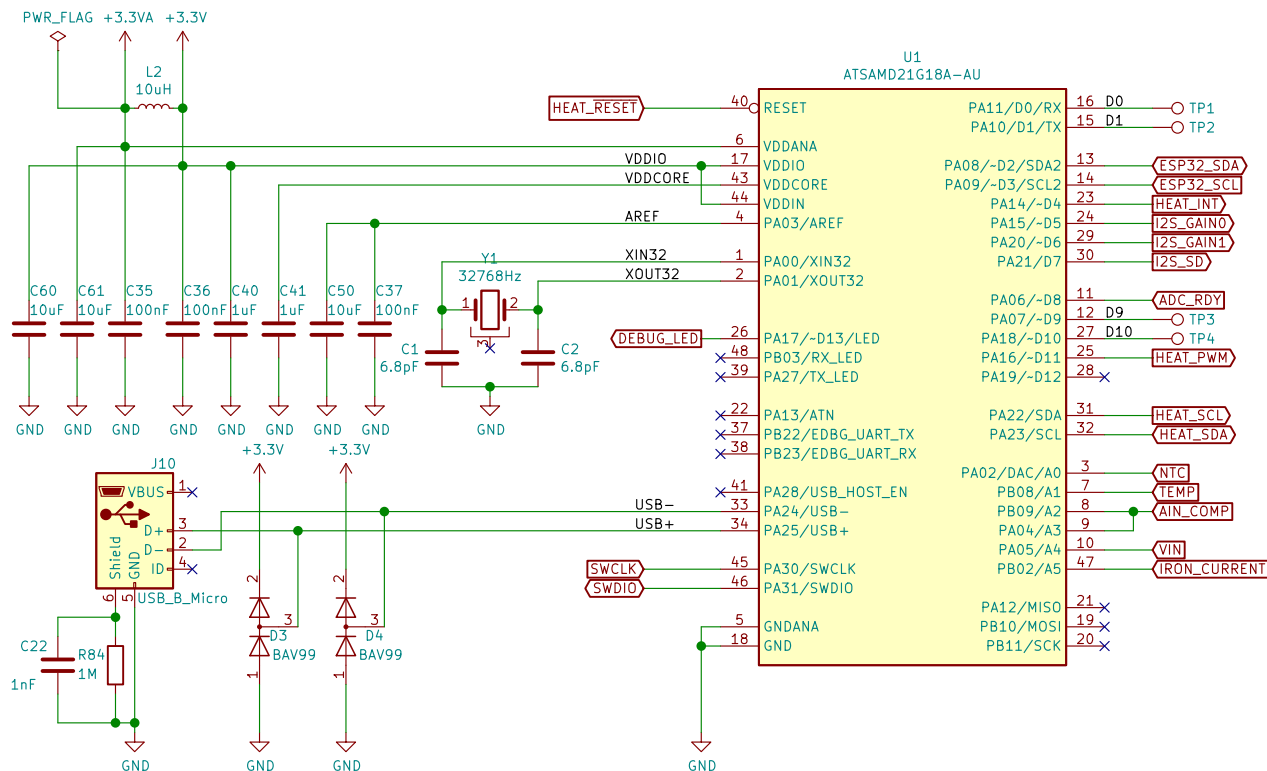 PWR_FLAG +3.3VA +3.3V
L2
10uH
U1
ATSAMD21G18A-AU
HEAT_RESET 40 RESET
6 VDDANA
VDDIO 17 VDDIO
VDDCORE 43 VDDCORE
44 VDDIN
AREF 4 PA03/AREF
XIN32 1 PA00/XIN32
XOUT32 2 PA01/XOUT32
DEBUG_LED 26 PA17/~D13/LED
48 PB03/RX_LED
39 PA27/TX_LED
22 PA13/ATN
37 PB22/EDBG_UART_TX
38 PB23/EDBG_UART_RX
41 PA28/USB_HOST_EN
USB- 33 PA24/USB-
USB+ 34 PA25/USB+
SWCLK 45 PA30/SWCLK
SWDIO 46 PA31/SWDIO
5 GNDANA
18 GND
PA11/D0/RX 16 D0 TP1
PA10/D1/TX 15 D1 TP2
PA08/~D2/SDA2 13 ESP32_SDA
PA09/~D3/SCL2 14 ESP32_SCL
PA14/~D4 23 HEAT_INT
PA15/~D5 24 I2S_GAIN0
PA20/~D6 29 I2S_GAIN1
PA21/D7 30 I2S_SD
PA06/~D8 11 ADC_RDY
PA07/~D9 12 D9 TP3
PA18/~D10 27 D10 TP4
PA16/~D11 25 HEAT_PWM
PA19/~D12 28
PA22/SDA 31 HEAT_SCL
PA23/SCL 32 HEAT_SDA
PA02/DAC/A0 3 NTC
PB08/A1 7 TEMP
PB09/A2 8 AIN_COMP
PA04/A3 9
PA05/A4 10 VIN
PB02/A5 47 IRON_CURRENT
PA12/MISO 21
PB10/MOSI 19
PB11/SCK 20
C60 C61 C35 C36 C40 C41 C50 C37
10uF 10uF 100nF 100nF 1uF 1uF 10uF 100nF
GND GND GND GND GND GND GND GND
Y1
32768Hz
1 2
3
C1
6.8pF
C2
6.8pF
GND
+3.3V +3.3V
J10
VBUS 1
D+ 3
D- 2
ID 4
Shield
GND
6 5
USB_B_Micro
C22
1nF
R84
1M
GND
2
3
D3
BAV99
1
GND
2
3
D4
BAV99
1
GND
GND